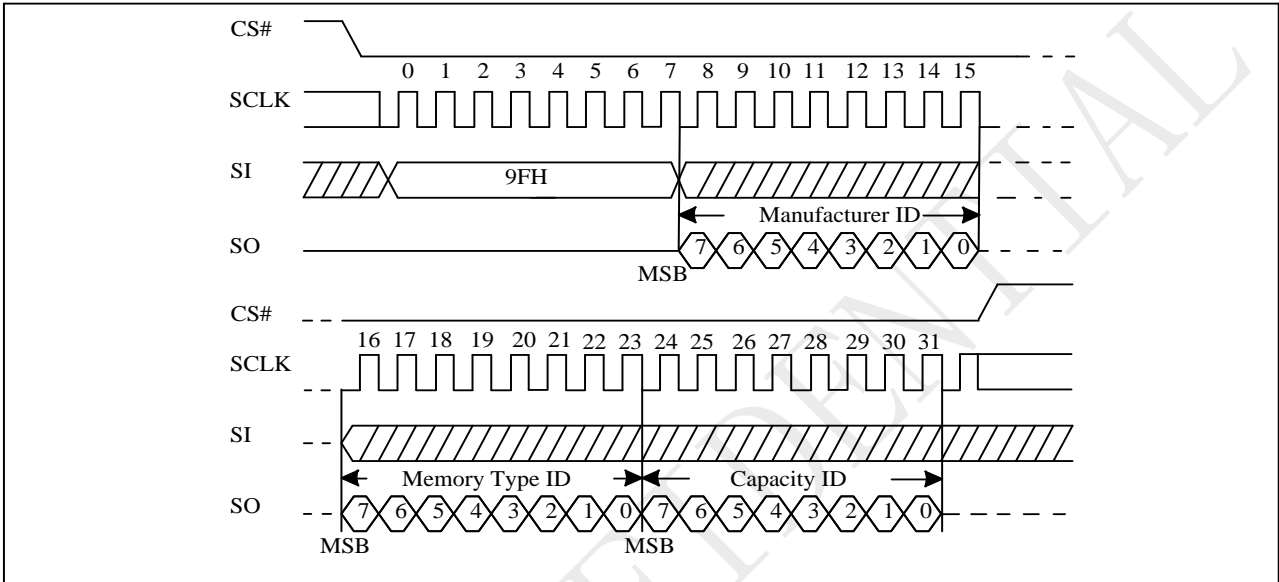 CS#
0 1 2 3 4 5 6 7 8 9 10 11 12 13 14 15
SCLK
SI
9FH
Manufacturer ID
SO
7 6 5 4 3 2 1 0
MSB
CS#
16 17 18 19 20 21 22 23 24 25 26 27 28 29 30 31
SCLK
SI
Memory Type ID Capacity ID
SO
7 6 5 4 3 2 1 0 7 6 5 4 3 2 1 0
MSB MSB